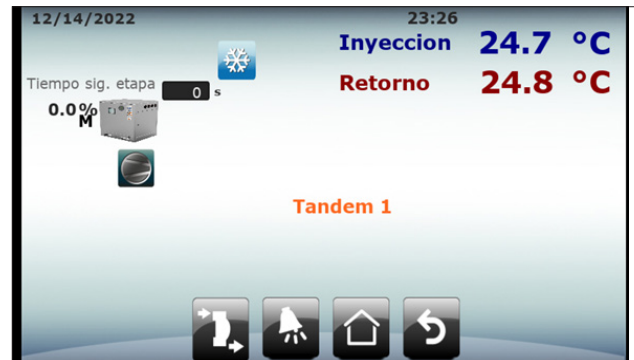 12/14/2022 23:26
Inyeccion 24.7 °C
Retorno 24.8 °C
Tiempo sig. etapa 0 s
0.0%
M
Tandem 1